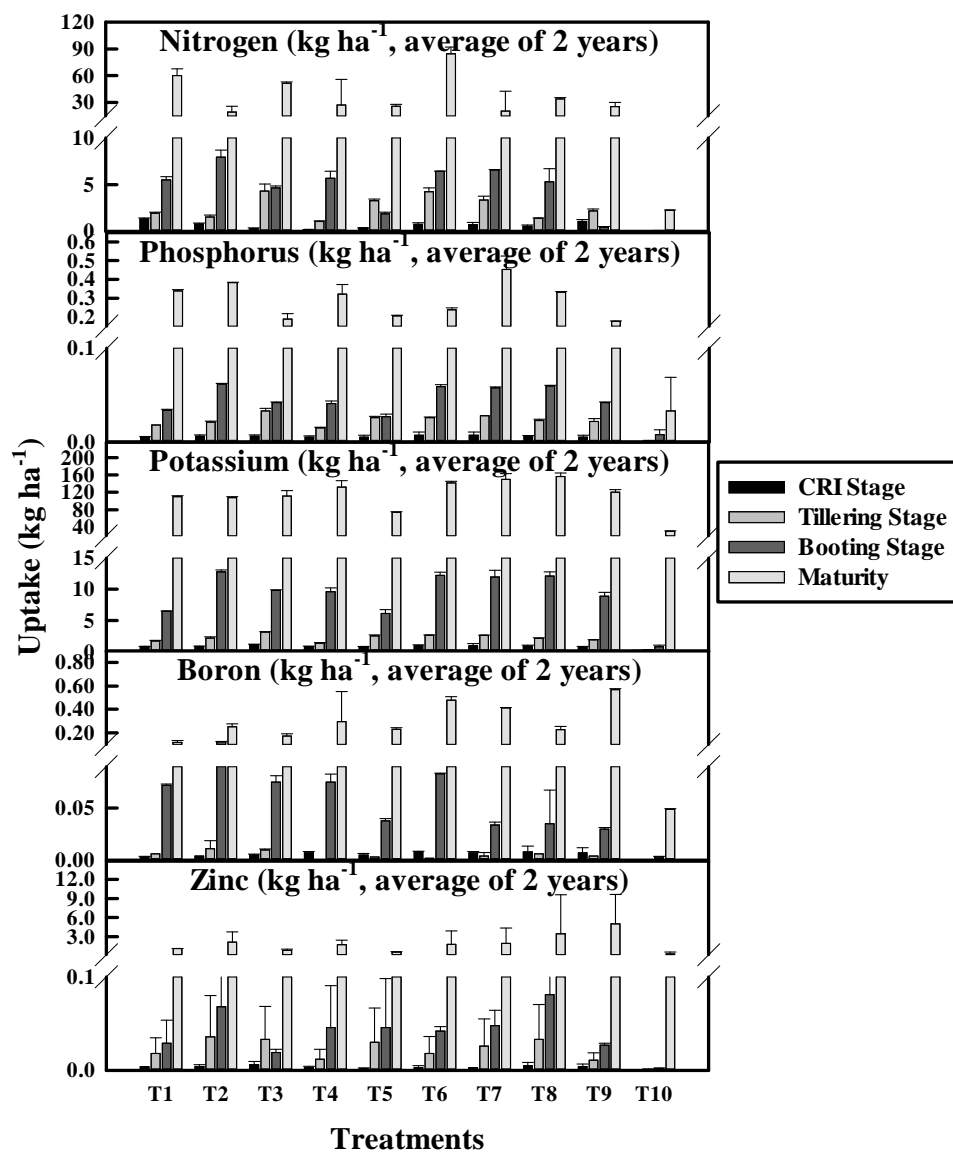 Nitrogen (kg ha⁻¹, average of 2 years)
120
90
60
30
10
5
0
Phosphorus (kg ha⁻¹, average of 2 years)
0.6
0.5
0.4
0.3
0.2
0.1
0.0
Potassium (kg ha⁻¹, average of 2 years)
200
160
120
80
40
15
10
5
0
Boron (kg ha⁻¹, average of 2 years)
0.80
0.60
0.40
0.20
0.05
0.00
Zinc (kg ha⁻¹, average of 2 years)
12.0
9.0
6.0
3.0
0.1
0.0
Uptake (kg ha⁻¹)
T1 T2 T3 T4 T5 T6 T7 T8 T9 T10
Treatments
CRI Stage
Tillering Stage
Booting Stage
Maturity